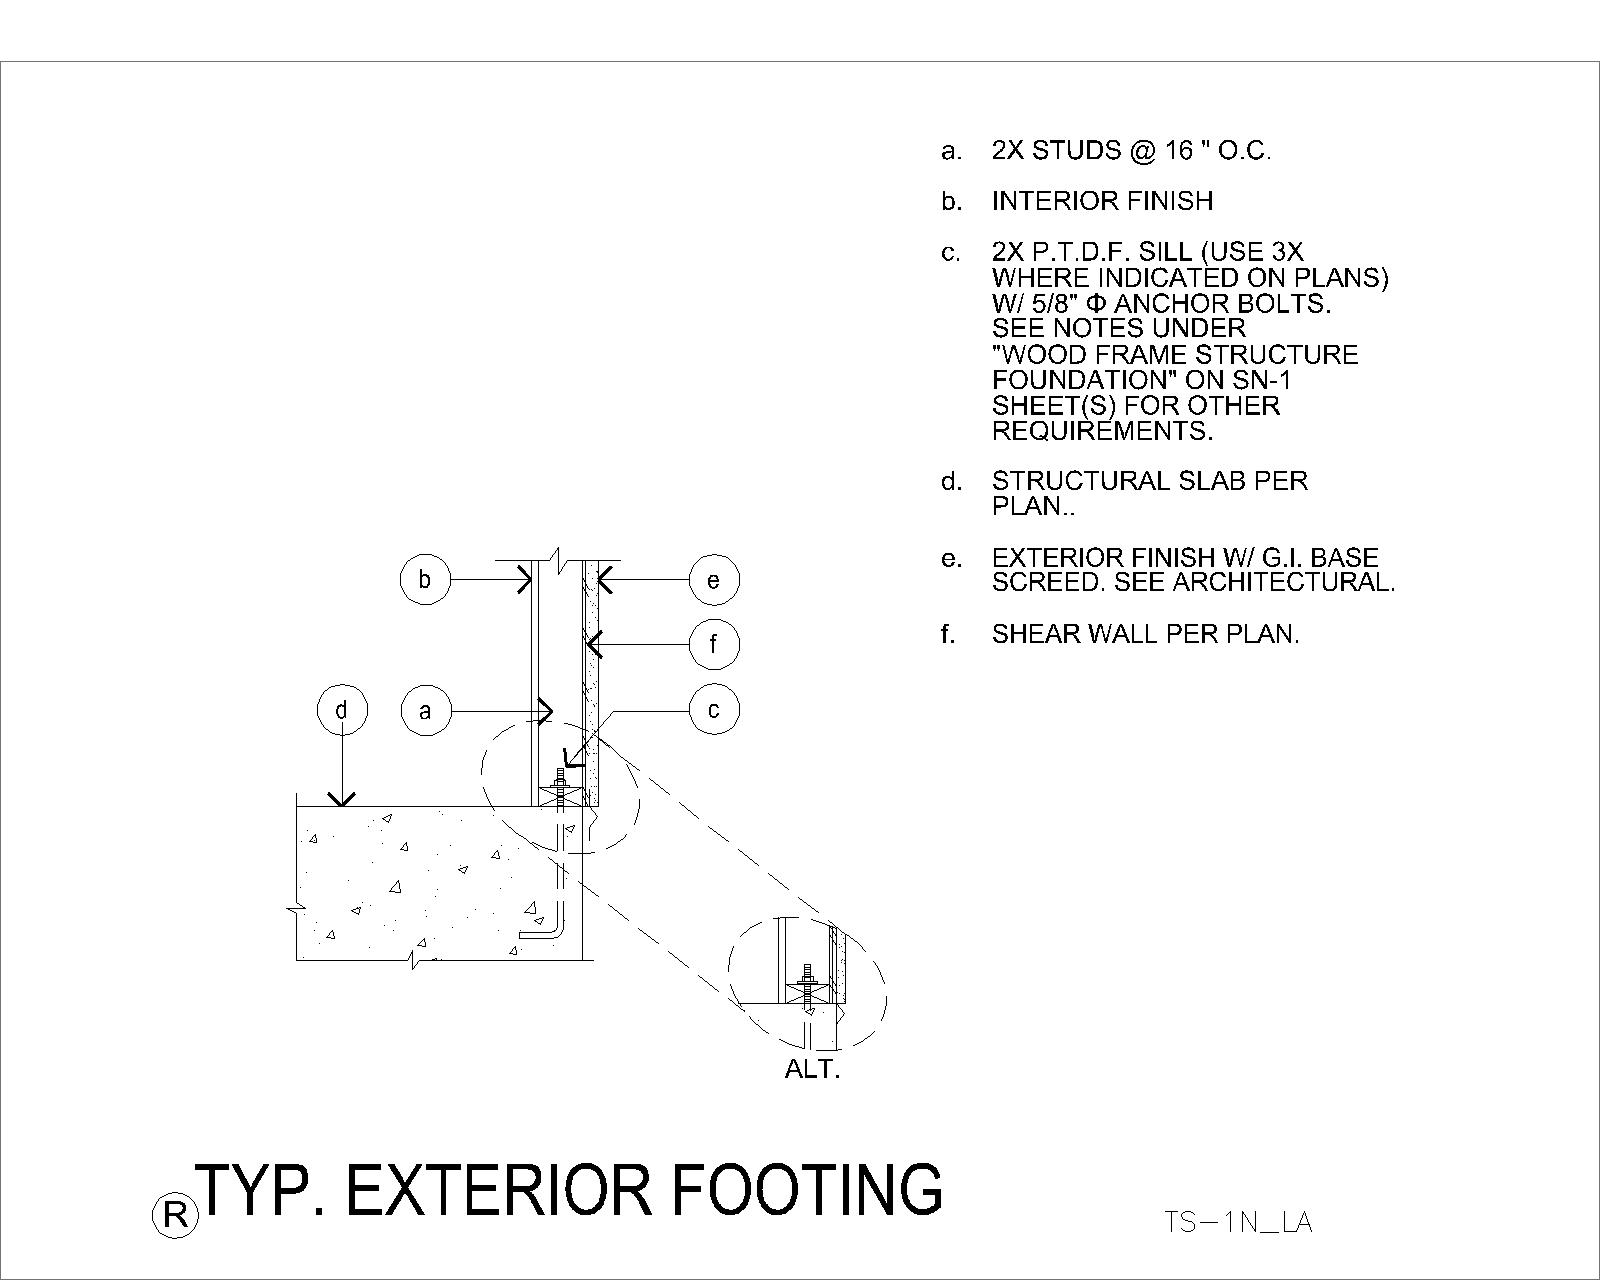 a. 2X STUDS @ 16 " O.C.
b. INTERIOR FINISH
c. 2X P.T.D.F. SILL (USE 3X
WHERE INDICATED ON PLANS)
W/ 5/8" Φ ANCHOR BOLTS.
SEE NOTES UNDER
"WOOD FRAME STRUCTURE
FOUNDATION" ON SN-1
SHEET(S) FOR OTHER
REQUIREMENTS.
d. STRUCTURAL SLAB PER
PLAN..
e. EXTERIOR FINISH W/ G.I. BASE
SCREED. SEE ARCHITECTURAL.
f. SHEAR WALL PER PLAN.
b
e
f
d
a
c
ALT.
R TYP. EXTERIOR FOOTING
TS-1N_LA